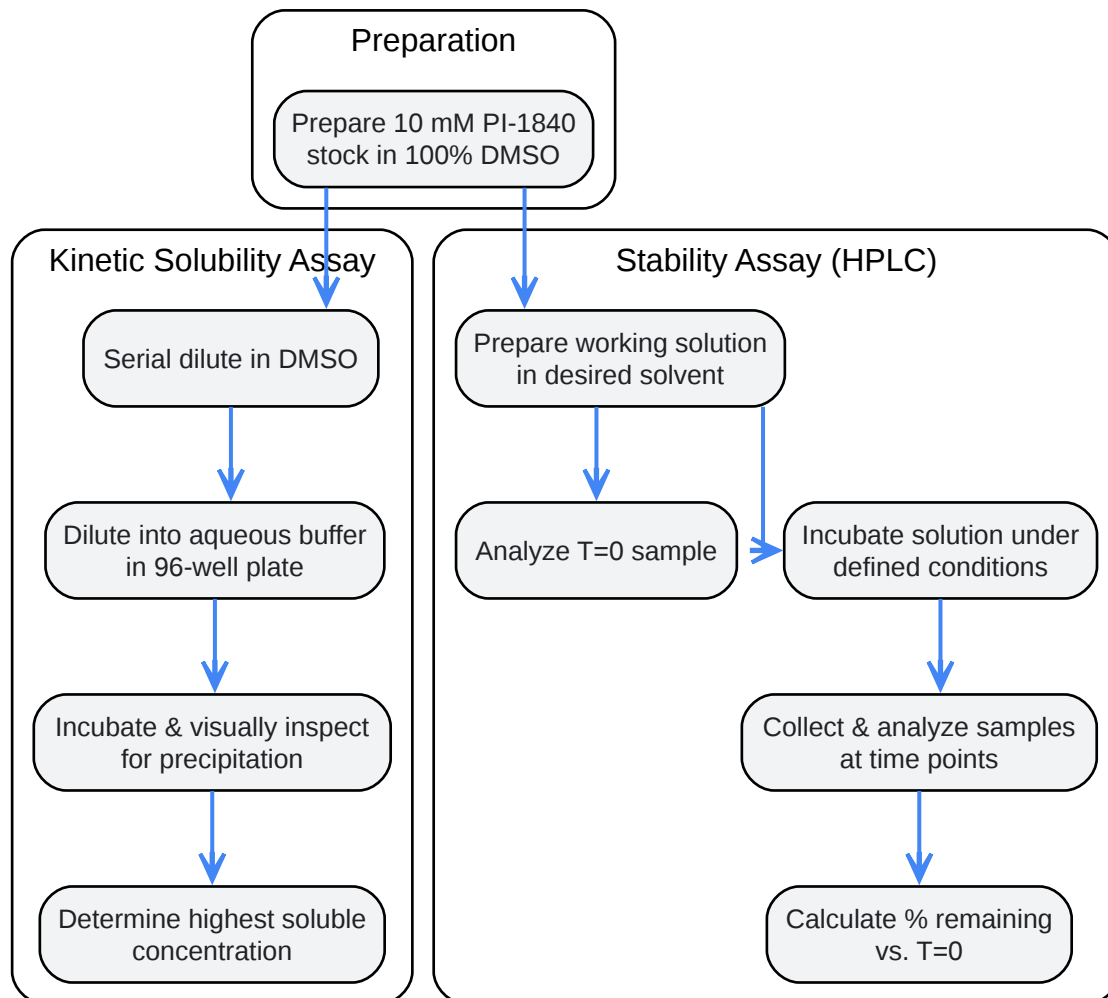 Preparation
Prepare 10 mM PI-1840
stock in 100% DMSO
Kinetic Solubility Assay
Serial dilute in DMSO
Dilute into aqueous buffer
in 96-well plate
Incubate & visually inspect
for precipitation
Determine highest soluble
concentration
Stability Assay (HPLC)
Prepare working solution
in desired solvent
Analyze T=0 sample
Incubate solution under
defined conditions
Collect & analyze samples
at time points
Calculate % remaining
vs. T=0